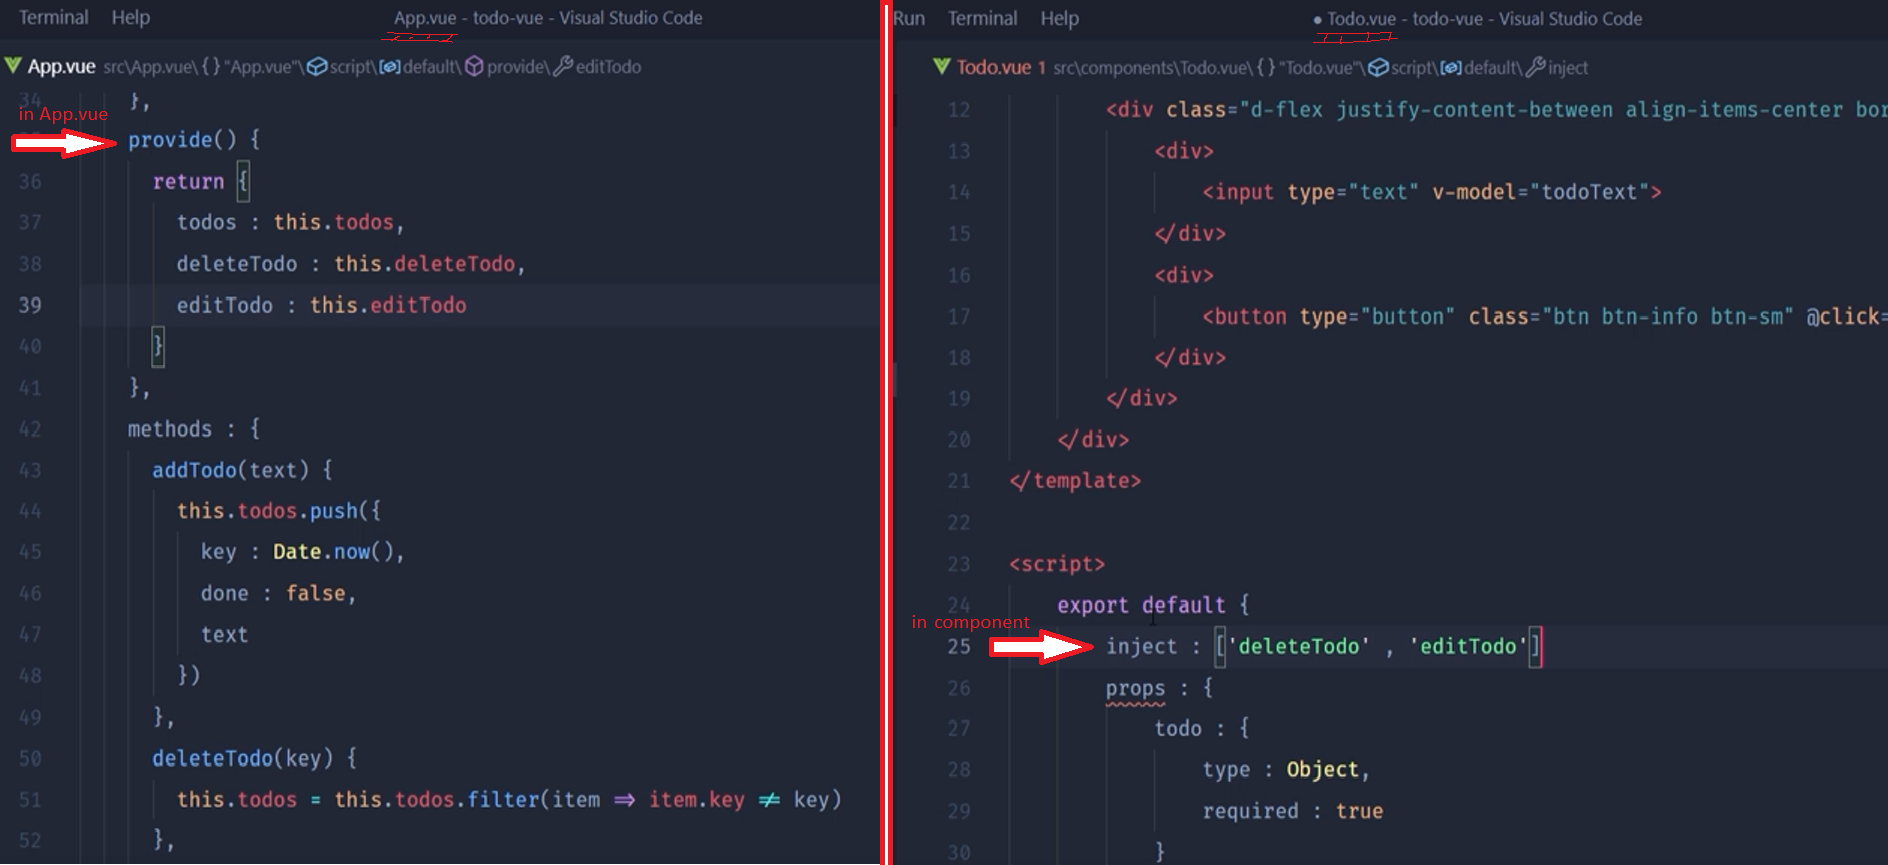 Terminal Help App.vue - todo-vue - Visual Studio Code
App.vue src\App.vue\{ } "App.vue"\ script\ default\ provide\ editTodo
34 },
in App.vue
provide() {
36 return {
37 todos : this.todos,
38 deleteTodo : this.deleteTodo,
39 editTodo : this.editTodo
40 }
41 },
42 methods : {
43 addTodo(text) {
44 this.todos.push({
45 key : Date.now(),
46 done : false,
47 text
48 })
49 },
50 deleteTodo(key) {
51 this.todos = this.todos.filter(item => item.key ≠ key)
52 },
Run Terminal Help ● Todo.vue - todo-vue - Visual Studio Code
Todo.vue 1 src\components\Todo.vue\{ } "Todo.vue"\ script\ default\ inject
12 <div class="d-flex justify-content-between align-items-center bor
13 <div>
14 <input type="text" v-model="todoText">
15 </div>
16 <div>
17 <button type="button" class="btn btn-info btn-sm" @click=
18 </div>
19 </div>
20 </div>
21 </template>
22
23 <script>
24 export default {
in component
25 inject : ['deleteTodo' , 'editTodo']
26 props : {
27 todo : {
28 type : Object,
29 required : true
30 }